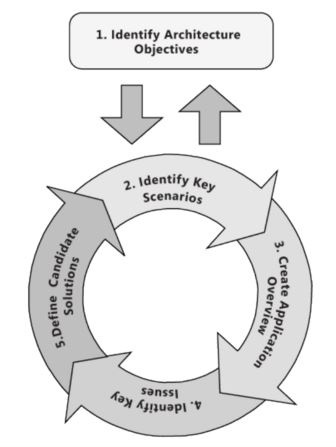 1. Identify Architecture
Objectives
2. Identify Key
Scenarios
3. Create Application
Overview
4. Identify Key
Issues
5.Define Candidate
Solutions